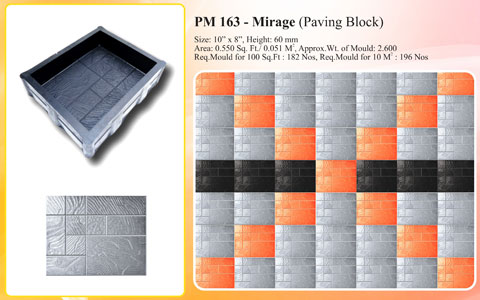 PM 163 - Mirage (Paving Block)
Size: 10" x 8", Height: 60 mm
Area: 0.550 Sq. Ft./ 0.051 M², Approx.Wt. of Mould: 2.600
Req.Mould for 100 Sq.Ft : 182 Nos, Req.Mould for 10 M² : 196 Nos